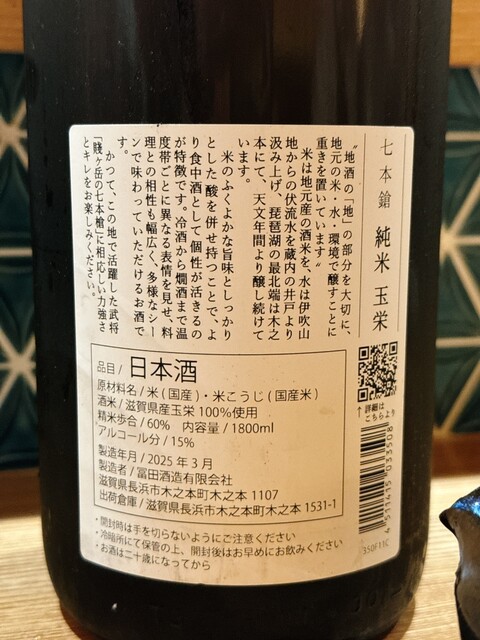 七本鎗 純米 玉栄
"地酒の「地」の部分を大切に、
地元の米・水・環境で醸すことに
重きを置いています"
米は地元産の酒米を、水は伊吹山
地からの伏流水を蔵内の井戸より
汲み上げ、琵琶湖の最北端は木之
本にて、天文年間より醸し続けて
います。
米のふくよかな旨味としっかり
とした酸を併せ持つことで、よ
り食中酒として個性が活きるの
が特徴です。冷酒から燗酒まで温
度帯ごとに異なる表情を見せ、料
理との相性も幅広く、多様なシー
ンで味わっていただけるお酒で
す。
かつて、この地で活躍した武将
「賤ヶ岳の七本槍」に相応しい力強さ
とキレをお楽しみください。
↑詳細は
こちらより
品目/日本酒
原材料名/米(国産)・米こうじ(国産米)
酒米/滋賀県産玉栄100%使用
精米歩合/60% 内容量/1800ml
アルコール分/15%
製造年月/2025年3月
製造者/冨田酒造有限会社
滋賀県長浜市木之本町木之本 1107
出荷倉庫/滋賀県長浜市木之本町木之本 1531-1
・開封時は手を切らないようにご注意ください
・冷暗所にて保管の上、開封後はお早めにお飲みください
・お酒は二十歳になってから
4511415033508
350F11C